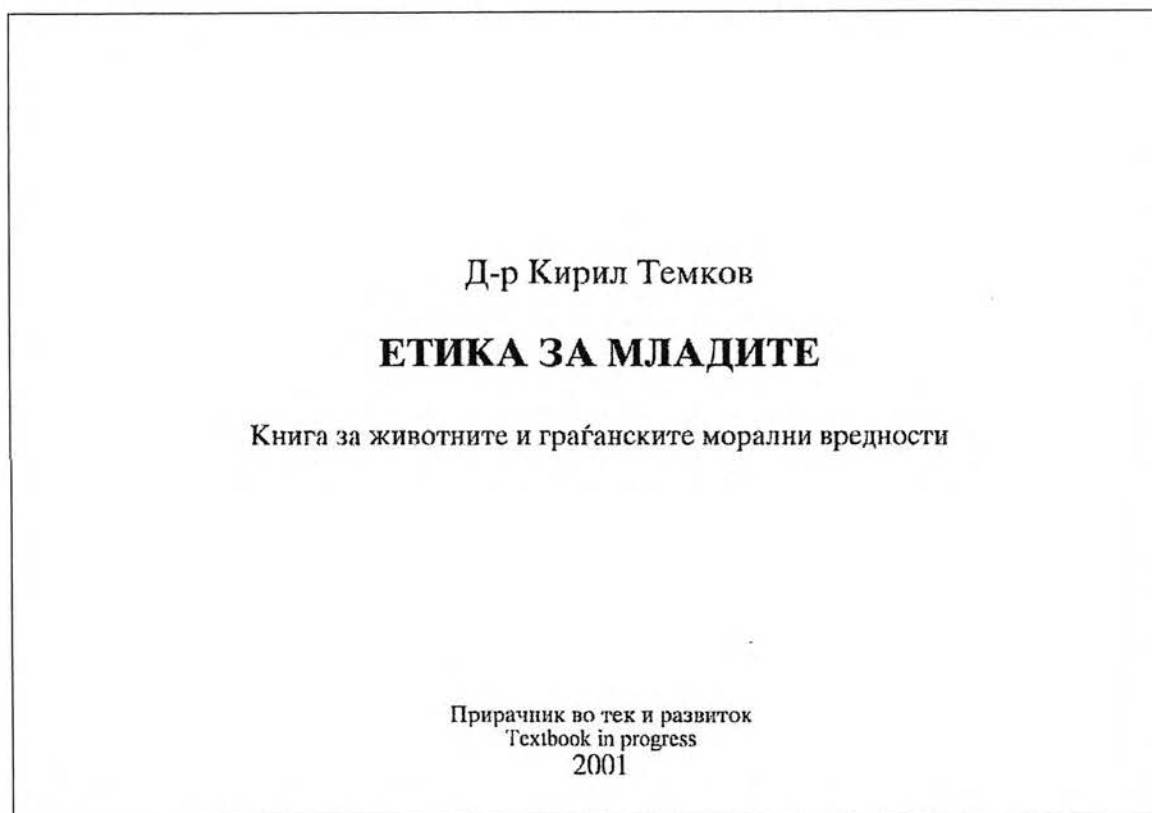 Д-р Кирил Темков
ЕТИКА ЗА МЛАДИТЕ
Книга за животните и граѓанските морални вредности
Прирачник во тек и развиток
Textbook in progress
2001